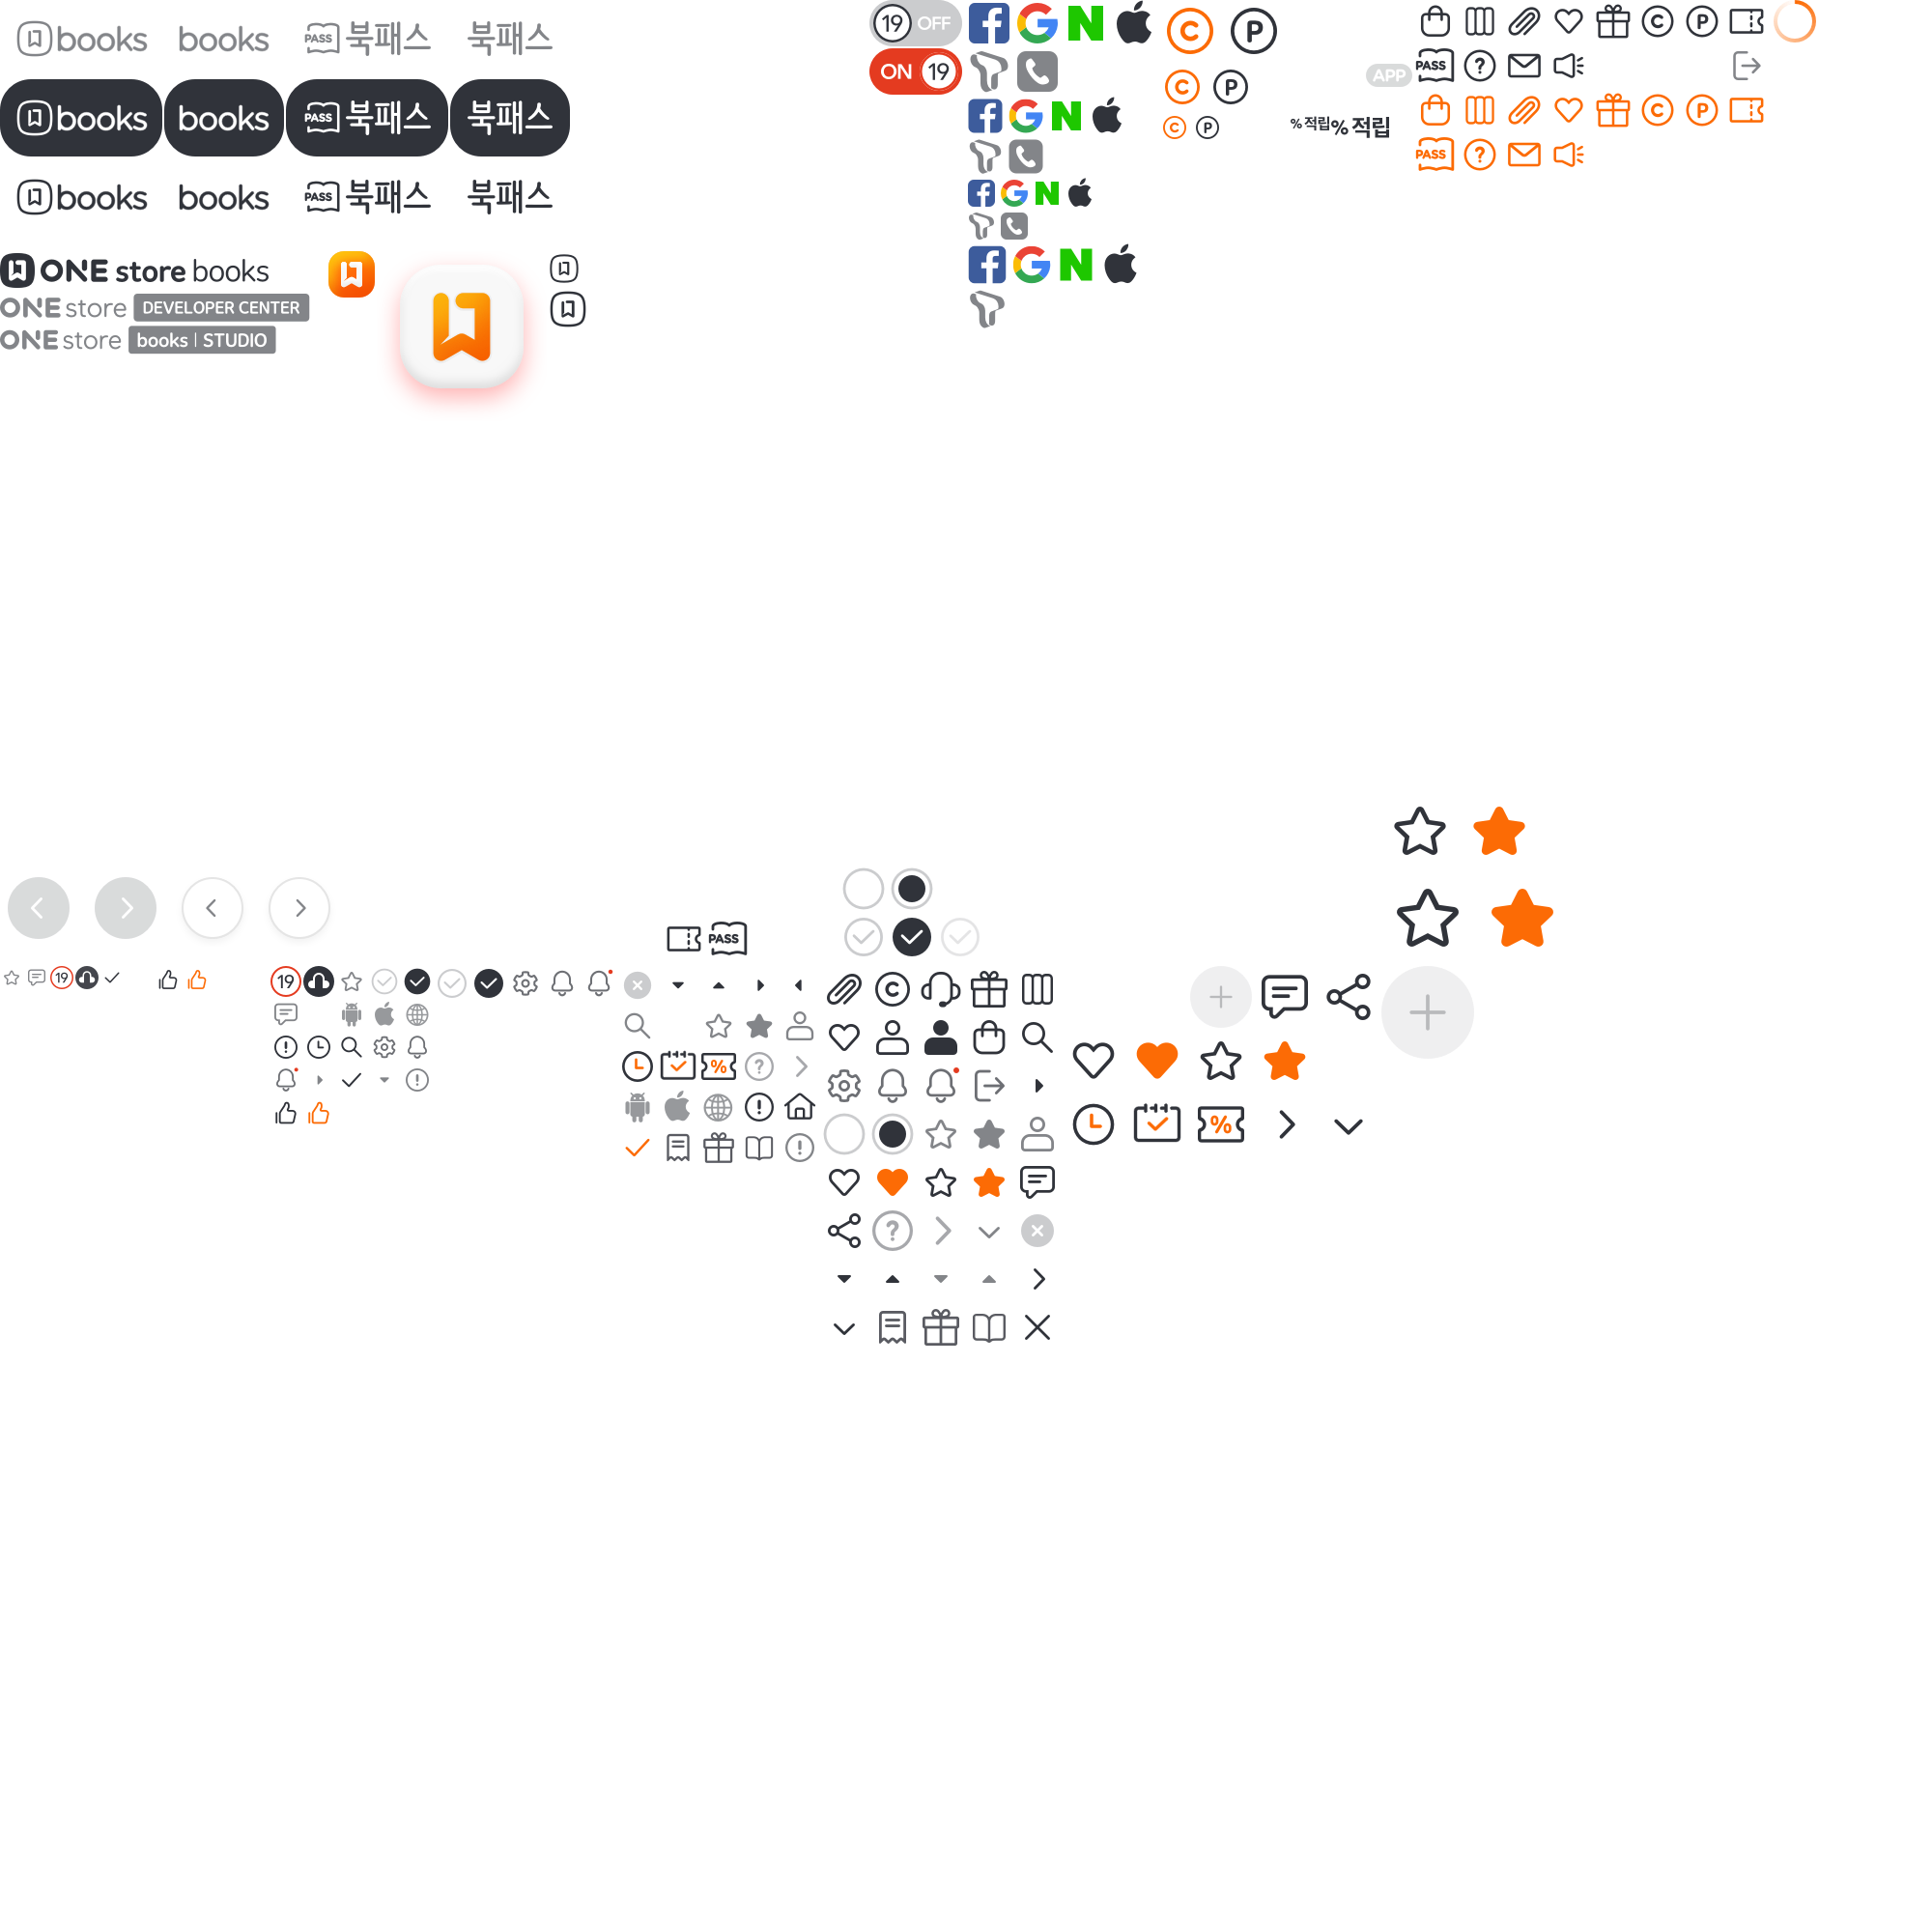 books books PASS 북패스 북패스
books books PASS 북패스 북패스
books books PASS 북패스 북패스
ONE store books
ONE store DEVELOPER CENTER
ONE store books | STUDIO
19 OFF
ON 19
C P
C P
C P
% 적립 % 적립
APP
C P
PASS ?
C P
PASS ?
PASS
19
19
C
%
?
?
%